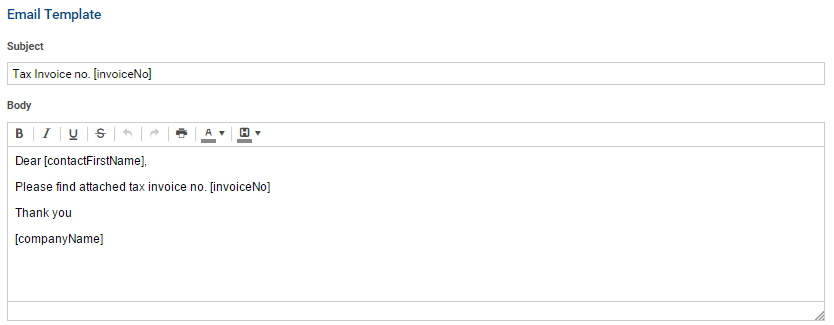 Email Template
Subject
Tax Invoice no. [invoiceNo]
Body
B I U S A H
Dear [contactFirstName],
Please find attached tax invoice no. [invoiceNo]
Thank you
[companyName]